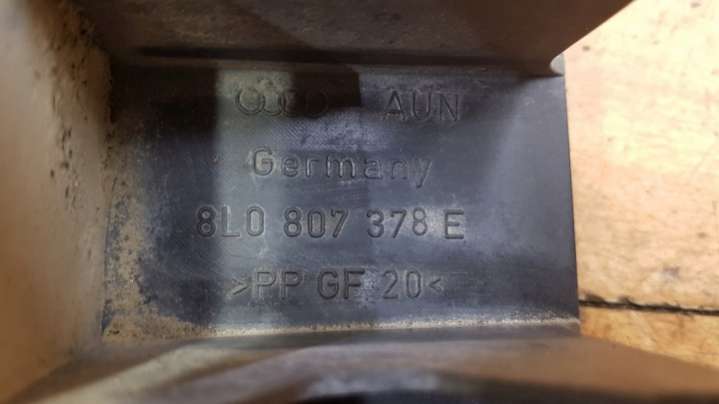 AUN
Germany
8L0 807 378 E
>PP GF 20<